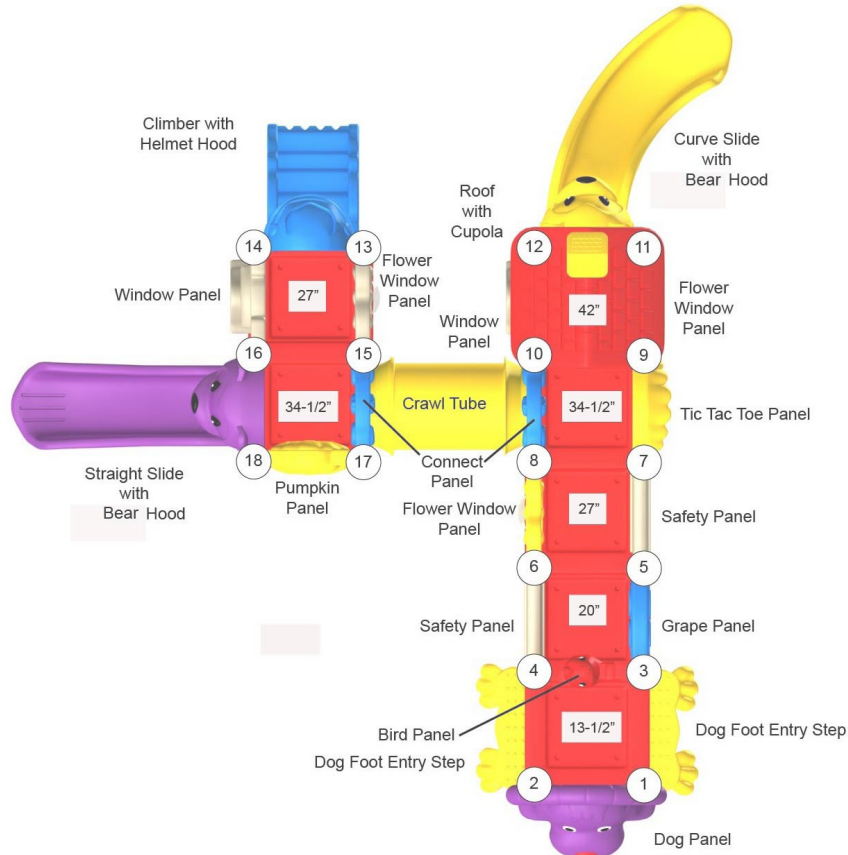 Climber with
Helmet Hood
Curve Slide
with
Bear Hood
Roof
with
Cupola
14
13
12
11
Flower
Window
Panel
Window Panel
27”
42”
Flower
Window
Panel
Window
Panel
16
15
10
9
34-1/2”
Crawl Tube
34-1/2”
Tic Tac Toe Panel
18
17
Connect
Panel
8
7
Straight Slide
with
Bear Hood
Pumpkin
Panel
Flower Window
Panel
27”
Safety Panel
6
5
20”
Safety Panel
Grape Panel
4
3
Bird Panel
13-1/2”
Dog Foot Entry Step
Dog Foot Entry Step
2
1
Dog Panel